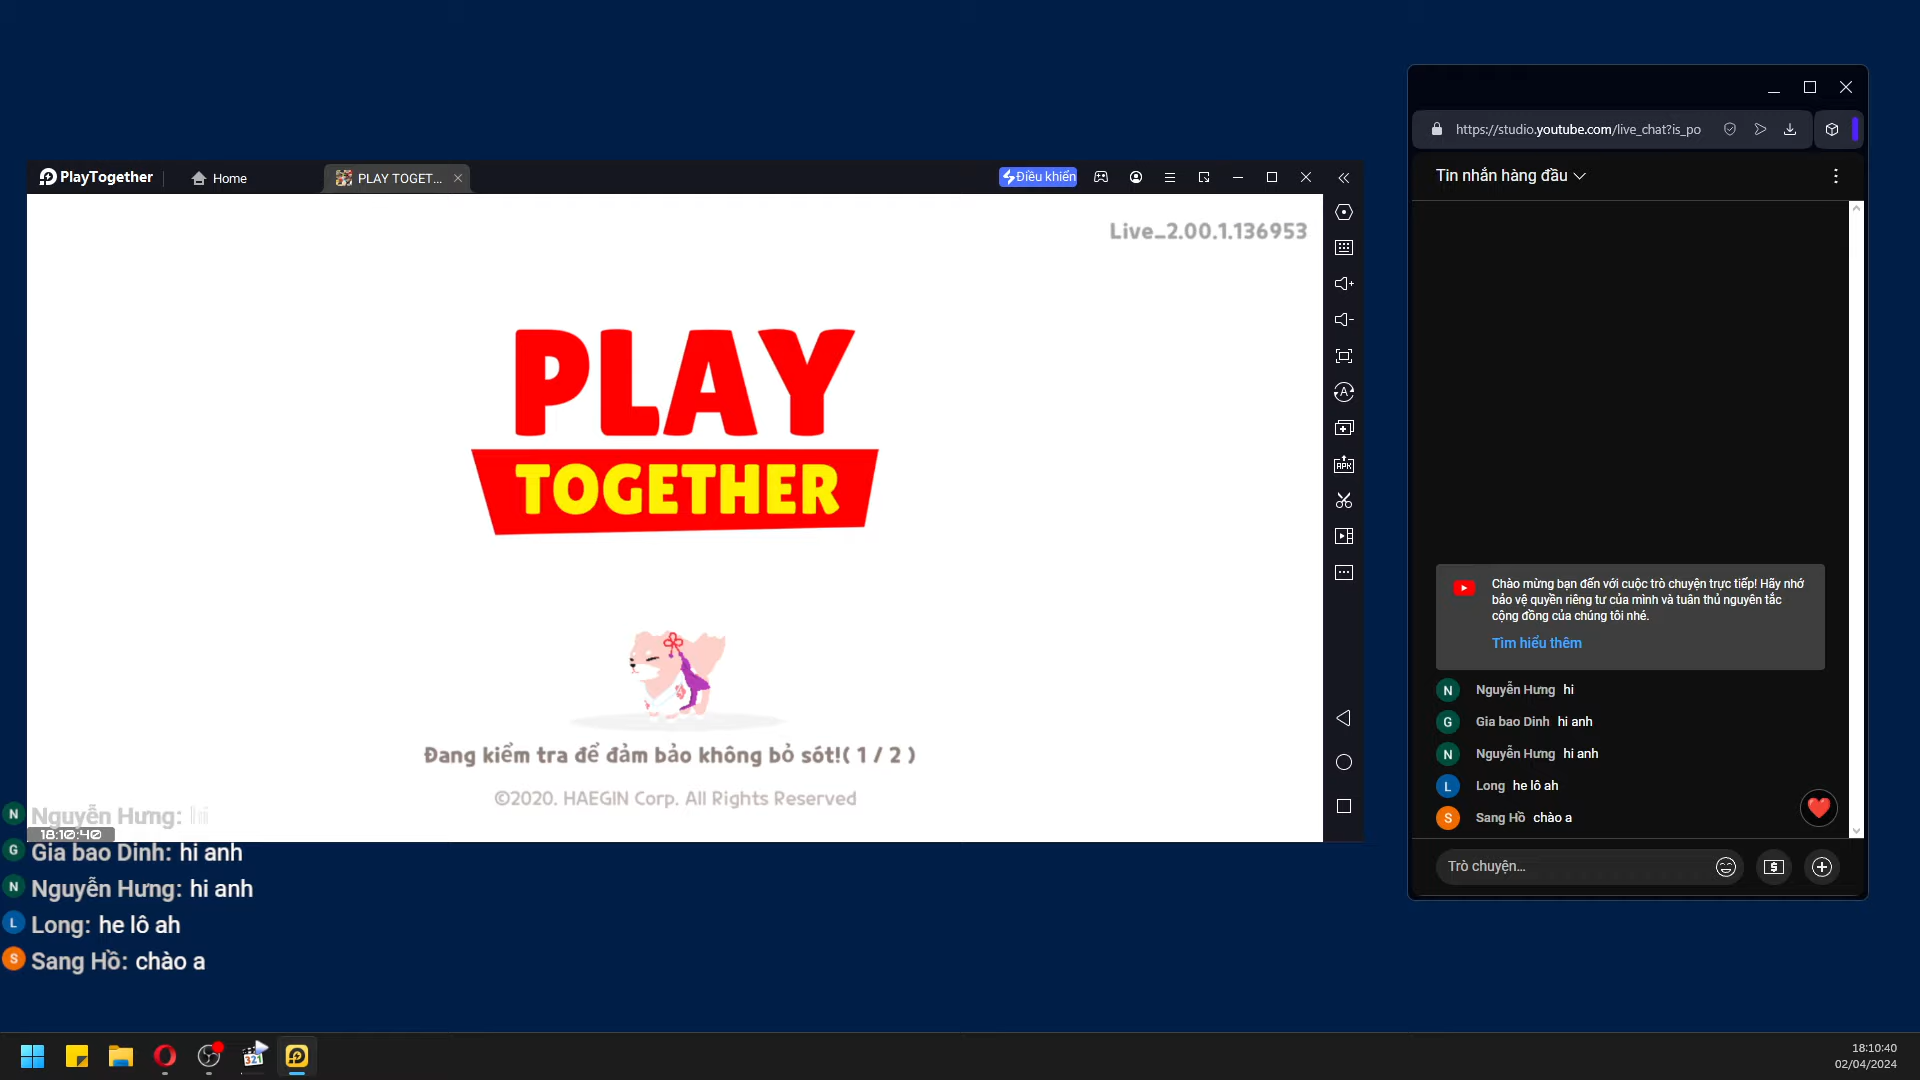 PlayTogether
Home
PLAY TOGET...
Điều khiển
Live_2.00.1.136953
PLAY
TOGETHER
Đang kiểm tra để đảm bảo không bỏ sót!( 1 / 2 )
©2020. HAEGIN Corp. All Rights Reserved
APK
Nguyễn Hưng: hi
18:10:40
Gia bao Dinh: hi anh
Nguyễn Hưng: hi anh
Long: he lô ah
Sang Hồ: chào a
https://studio.youtube.com/live_chat?is_po
Tin nhắn hàng đầu
Chào mừng bạn đến với cuộc trò chuyện trực tiếp! Hãy nhớ
bảo vệ quyền riêng tư của mình và tuân thủ nguyên tắc
cộng đồng của chúng tôi nhé.
Tìm hiểu thêm
N Nguyễn Hưng hi
G Gia bao Dinh hi anh
N Nguyễn Hưng hi anh
L Long he lô ah
S Sang Hồ chào a
Trò chuyện...
321
18:10:40
02/04/2024